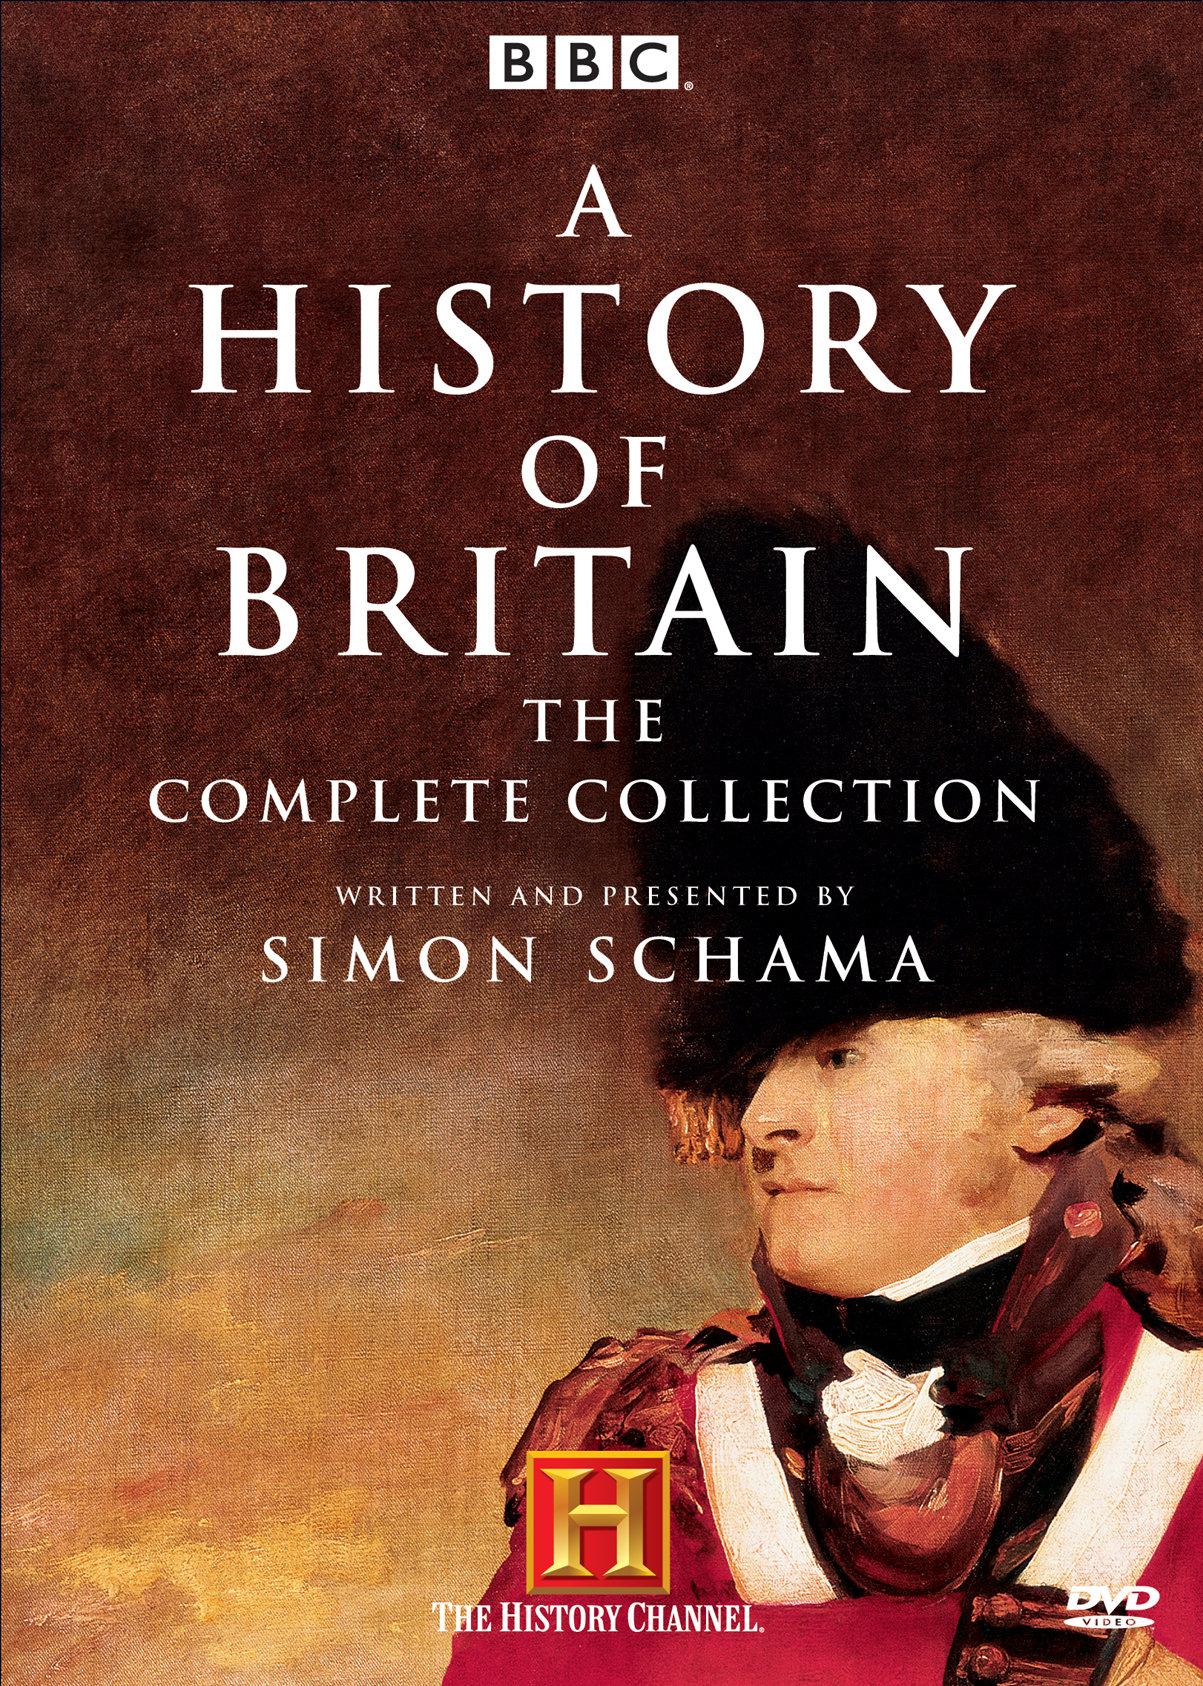 BBC®
A
HISTORY
OF
BRITAIN
THE
COMPLETE COLLECTION
WRITTEN AND PRESENTED BY
SIMON SCHAMA
H
THE HISTORY CHANNEL®
DVD
VIDEO